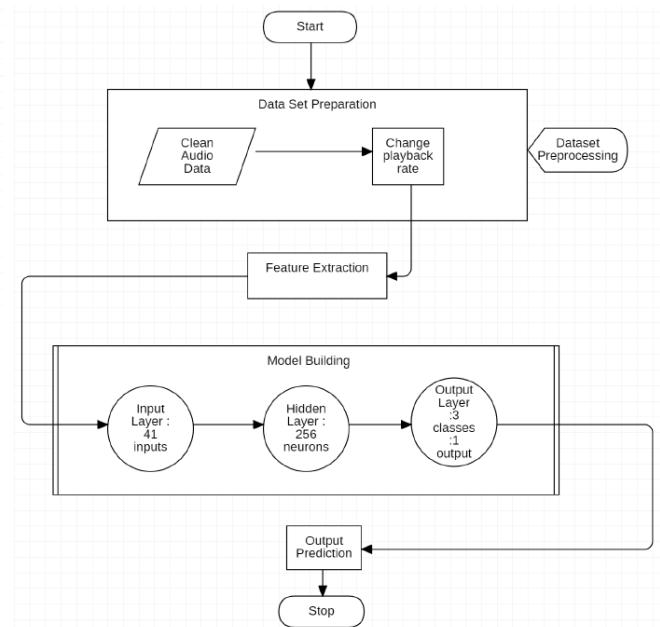 Start
Data Set Preparation
Clean
Audio
Data
Change
playback
rate
Dataset
Preprocessing
Feature Extraction
Model Building
Input
Layer :
41
inputs
Hidden
Layer :
256
neurons
Output
Layer
:3
classes
:1
output
Output
Prediction
Stop